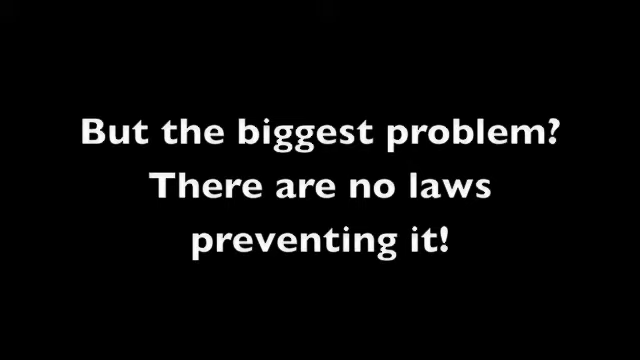 But the biggest problem?
There are no laws
preventing it!